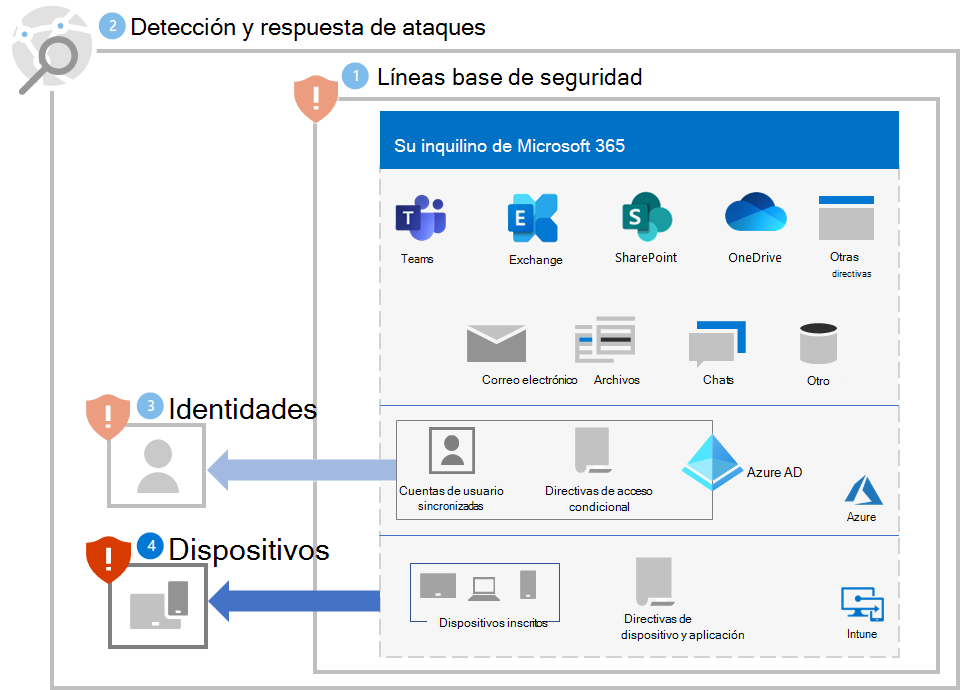 2 Detección y respuesta de ataques
1 Líneas base de seguridad
Su inquilino de Microsoft 365
T
E
S
Teams
Exchange
SharePoint
OneDrive
Otras
directivas
Correo electrónico
Archivos
Chats
Otro
3 Identidades
Cuentas de usuario
sincronizadas
Directivas de acceso
condicional
Azure AD
Azure
4 Dispositivos
Dispositivos inscritos
Directivas de
dispositivo y aplicación
Intune